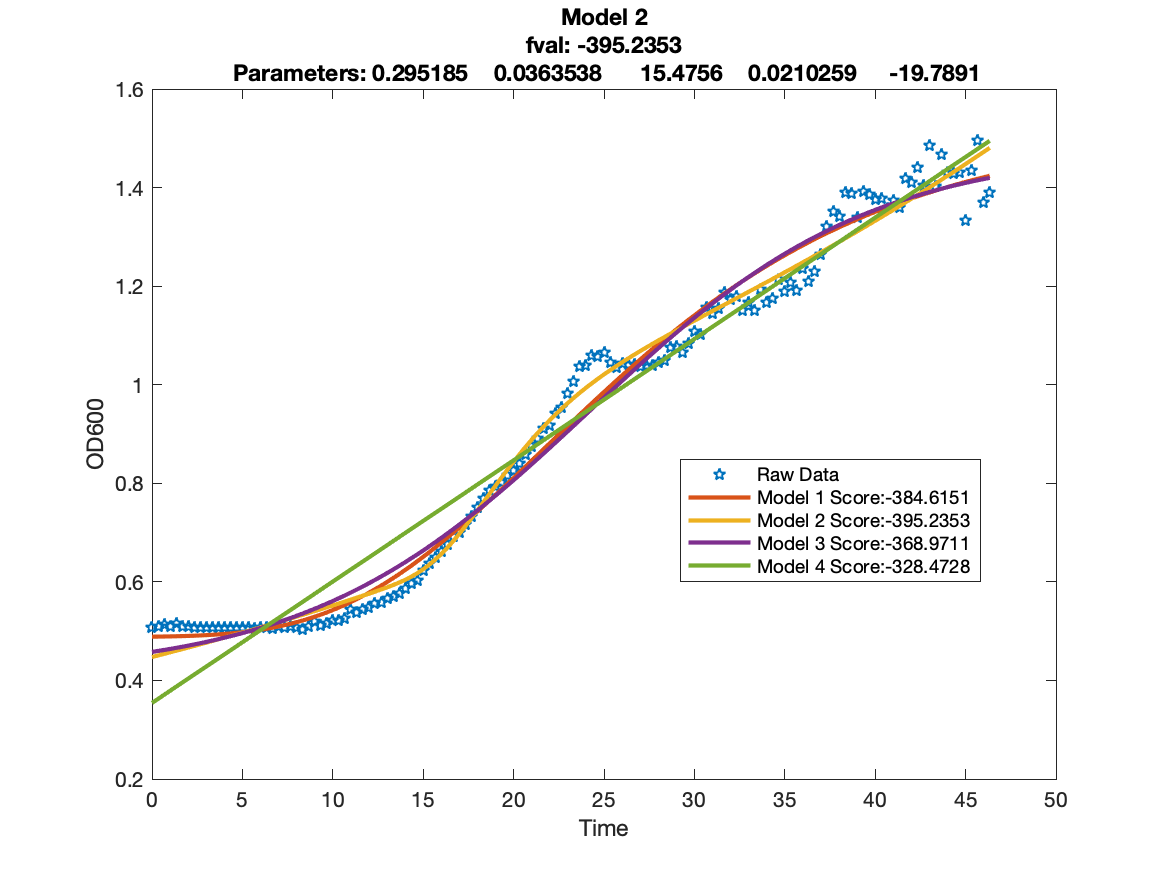 Model 2
fval: -395.2353
Parameters: 0.295185 0.0363538 15.4756 0.0210259 -19.7891
1.6
1.4
1.2
1
0.8
0.6
0.4
0.2
OD600
Raw Data
Model 1 Score:-384.6151
Model 2 Score:-395.2353
Model 3 Score:-368.9711
Model 4 Score:-328.4728
0 5 10 15 20 25 30 35 40 45 50
Time